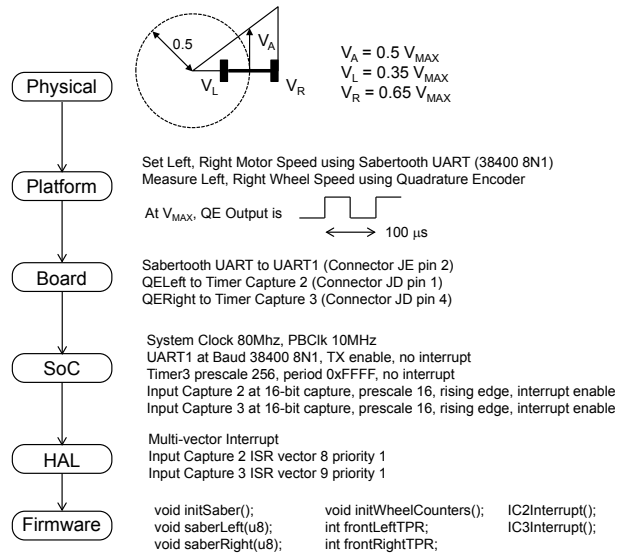 0.5
V_A
V_L
V_R
V_A = 0.5 V_MAX
V_L = 0.35 V_MAX
V_R = 0.65 V_MAX
Physical
Set Left, Right Motor Speed using Sabertooth UART (38400 8N1)
Measure Left, Right Wheel Speed using Quadrature Encoder
Platform
At V_MAX, QE Output is
100 μs
Sabertooth UART to UART1 (Connector JE pin 2)
QELeft to Timer Capture 2 (Connector JD pin 1)
QERight to Timer Capture 3 (Connector JD pin 4)
Board
System Clock 80Mhz, PBClk 10MHz
UART1 at Baud 38400 8N1, TX enable, no interrupt
Timer3 prescale 256, period 0xFFFF, no interrupt
Input Capture 2 at 16-bit capture, prescale 16, rising edge, interrupt enable
Input Capture 3 at 16-bit capture, prescale 16, rising edge, interrupt enable
SoC
Multi-vector Interrupt
Input Capture 2 ISR vector 8 priority 1
Input Capture 3 ISR vector 9 priority 1
HAL
void initSaber(); void initWheelCounters(); IC2Interrupt();
void saberLeft(u8); int frontLeftTPR; IC3Interrupt();
void saberRight(u8); int frontRightTPR;
Firmware